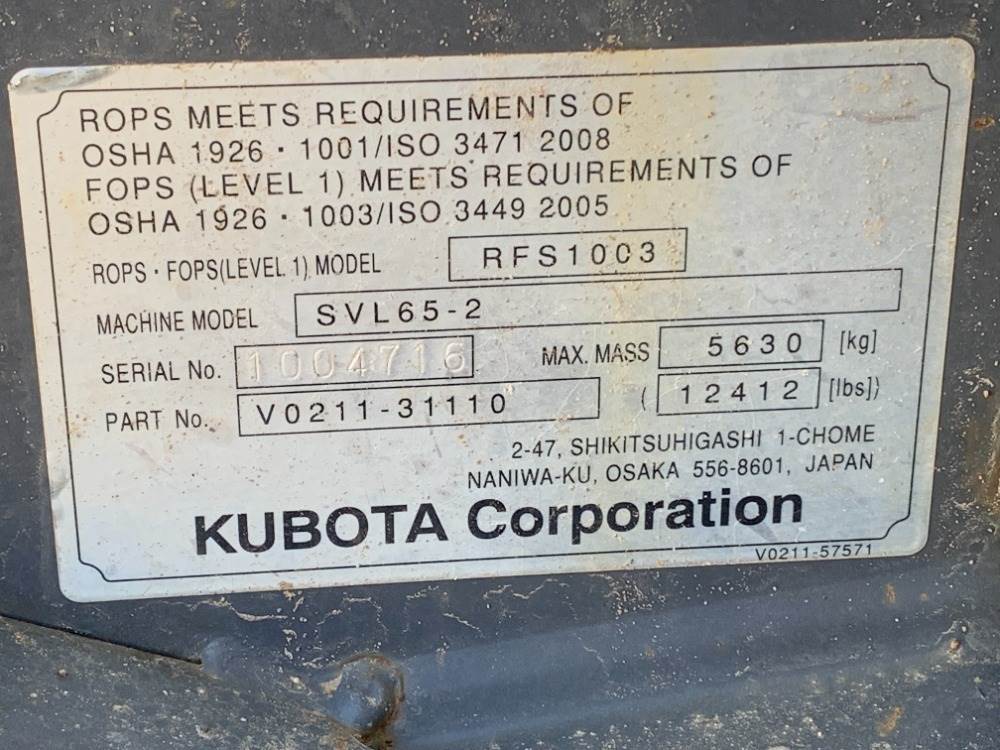 ROPS MEETS REQUIREMENTS OF
OSHA 1926・1001/ISO 3471 2008
FOPS (LEVEL 1) MEETS REQUIREMENTS OF
OSHA 1926・1003/ISO 3449 2005
ROPS・FOPS(LEVEL 1) MODEL RFS1003
MACHINE MODEL SVL65-2
SERIAL No. 1004716 MAX. MASS 5630 [kg]
PART No. V0211-31110 ( 12412 [lbs])
2-47, SHIKITSUHIGASHI 1-CHOME
NANIWA-KU, OSAKA 556-8601, JAPAN
KUBOTA Corporation
V0211-57571